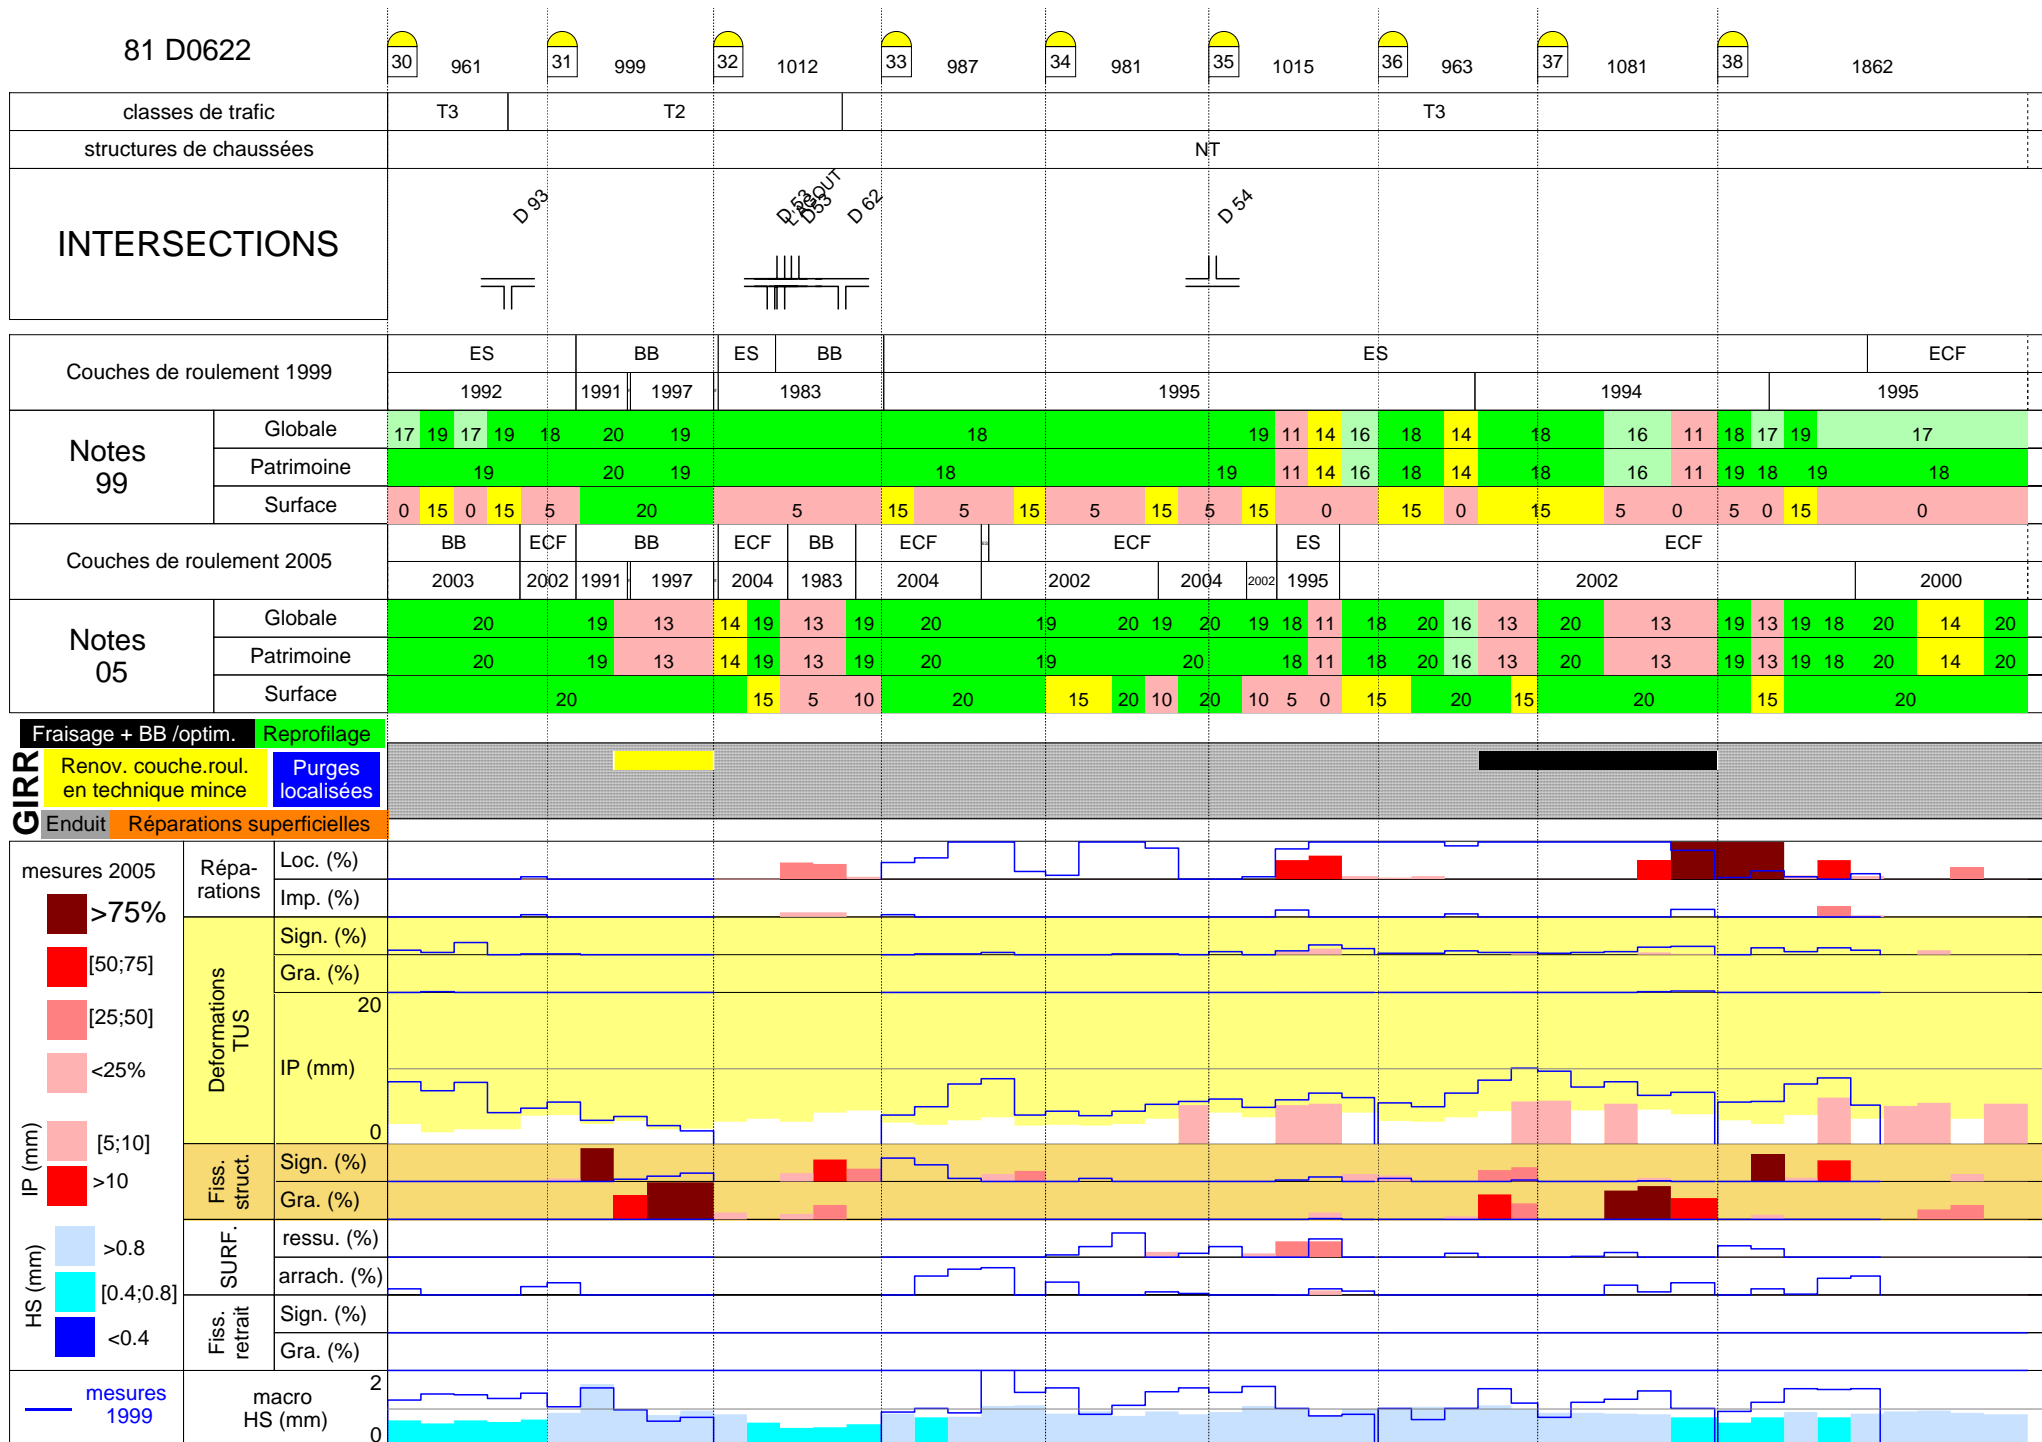 81 D0622
30 961 31 999 32 1012 33 987 34 981 35 1015 36 963 37 1081 38 1862
classes de trafic T3 T2 T3
structures de chaussées NT
INTERSECTIONS D 93 D 53 D53 D 62 D 54
Couches de roulement 1999
ES BB ES BB ES ECF
1992 1991 1997 1983 1995 1994 1995
Notes 99
Globale 17 19 17 19 18 20 19 18 19 11 14 16 18 14 18 16 11 18 17 19 17
Patrimoine 19 20 19 18 19 11 14 16 18 14 18 16 11 19 18 19 18
Surface 0 15 0 15 5 20 5 15 5 15 5 15 5 15 0 15 0 15 5 0 5 0 15 0
Couches de roulement 2005
BB ECF BB ECF BB ECF ECF ES ECF
2003 2002 1991 1997 2004 1983 2004 2002 2004 2002 1995 2002 2000
Notes 05
Globale 20 19 13 14 19 13 19 20 19 20 19 20 19 18 11 18 20 16 13 20 13 19 13 19 18 20 14 20
Patrimoine 20 19 13 14 19 13 19 20 19 20 18 11 18 20 16 13 20 13 19 13 19 18 20 14 20
Surface 20 15 5 10 20 15 20 10 20 10 5 0 15 20 15 20 15 20
GIRR
Fraisage + BB /optim. Reprofilage
Renov. couche.roul.
en technique mince
Purges
localisées
Enduit Réparations superficielles
mesures 2005
>75%
[50;75]
[25;50]
<25%
IP (mm)
[5;10]
>10
HS (mm)
>0.8
[0.4;0.8]
<0.4
mesures
1999
Répa-
rations
Loc. (%)
Imp. (%)
Deformations
TUS
Sign. (%)
Gra. (%)
20
IP (mm)
0
Fiss.
struct.
Sign. (%)
Gra. (%)
SURF.
ressu. (%)
arrach. (%)
Fiss.
retrait
Sign. (%)
Gra. (%)
macro
HS (mm)
2
0